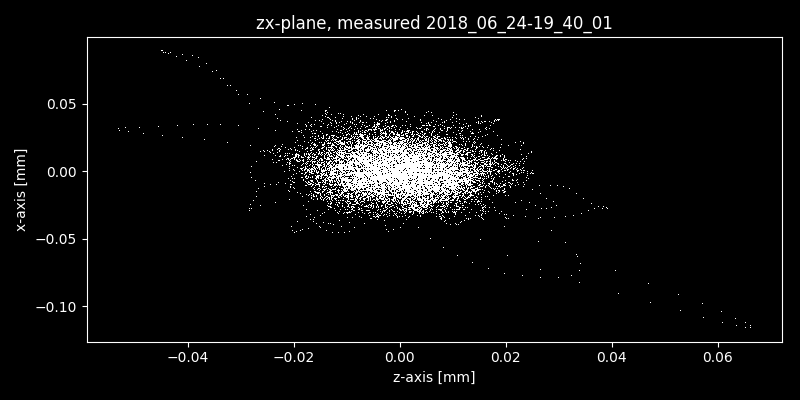 zx-plane, measured 2018_06_24-19_40_01
0.05
0.00
−0.05
−0.10
x-axis [mm]
−0.04 −0.02 0.00 0.02 0.04 0.06
z-axis [mm]